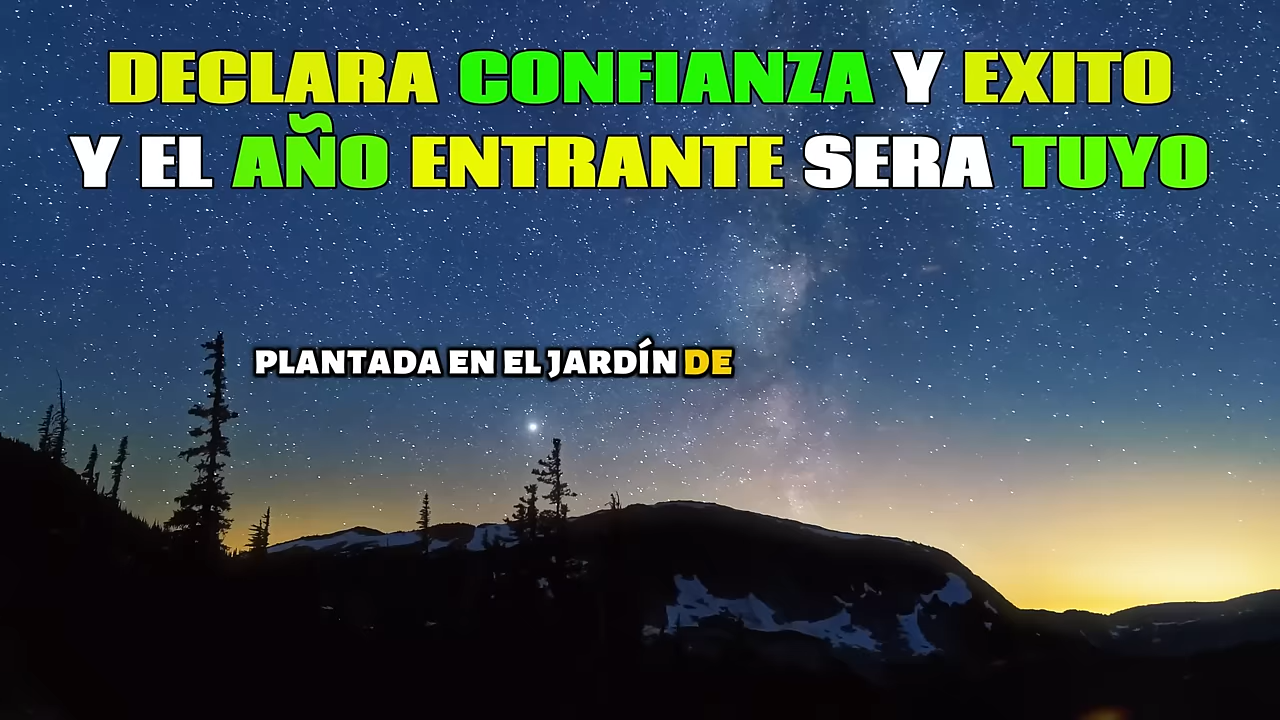 DECLARA CONFIANZA Y EXITO
Y EL AÑO ENTRANTE SERA TUYO
PLANTADA EN EL JARDÍN DE